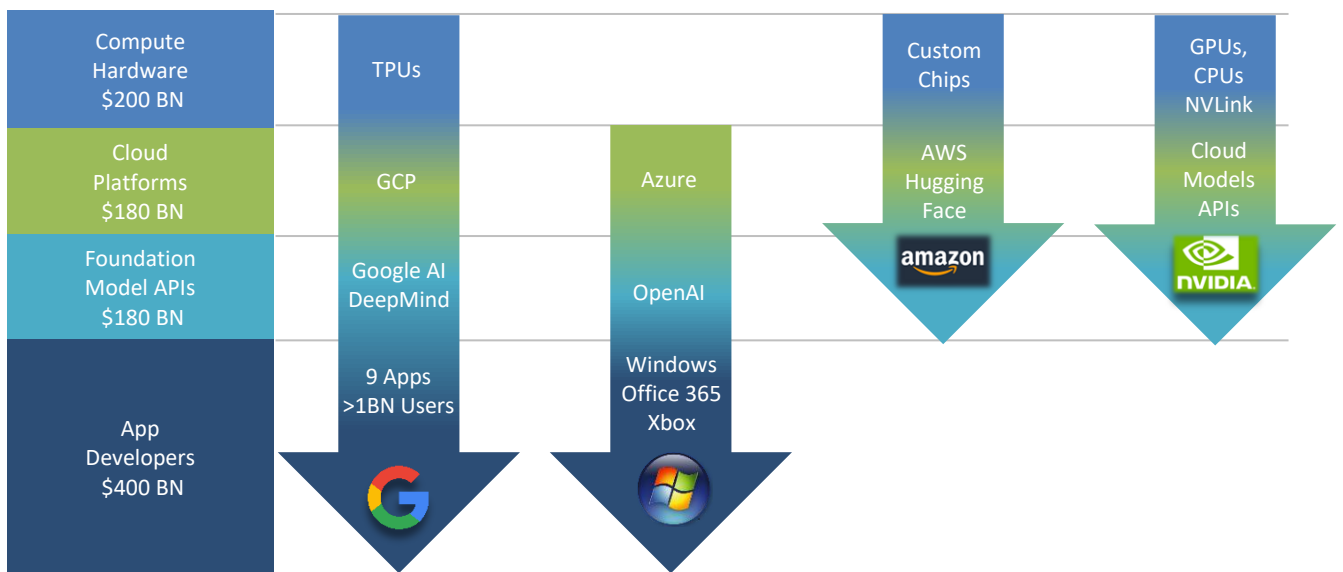 Compute
Hardware
$200 BN
Cloud
Platforms
$180 BN
Foundation
Model APIs
$180 BN
App
Developers
$400 BN
TPUs
GCP
Google AI
DeepMind
9 Apps
>1BN Users
Azure
OpenAI
Windows
Office 365
Xbox
Custom
Chips
AWS
Hugging
Face
amazon
GPUs,
CPUs
NVLink
Cloud
Models
APIs
NVIDIA.